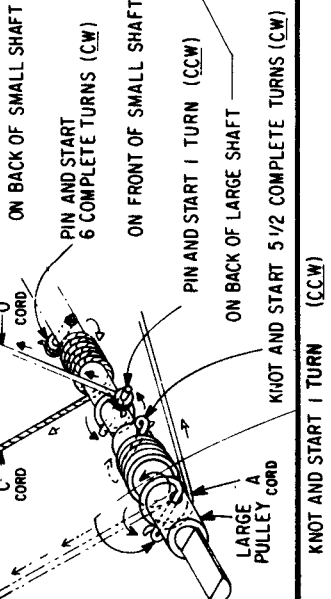 ON BACK OF SMALL SHAFT
C'
CORD
CORD
PIN AND START
6 COMPLETE TURNS (CW)
ON FRONT OF SMALL SHAFT
PIN AND START 1 TURN (CCW)
ON BACK OF LARGE SHAFT
LARGE
PULLEY
A
CORD
KNOT AND START 5 1/2 COMPLETE TURNS (CW)
KNOT AND START 1 TURN (CCW)